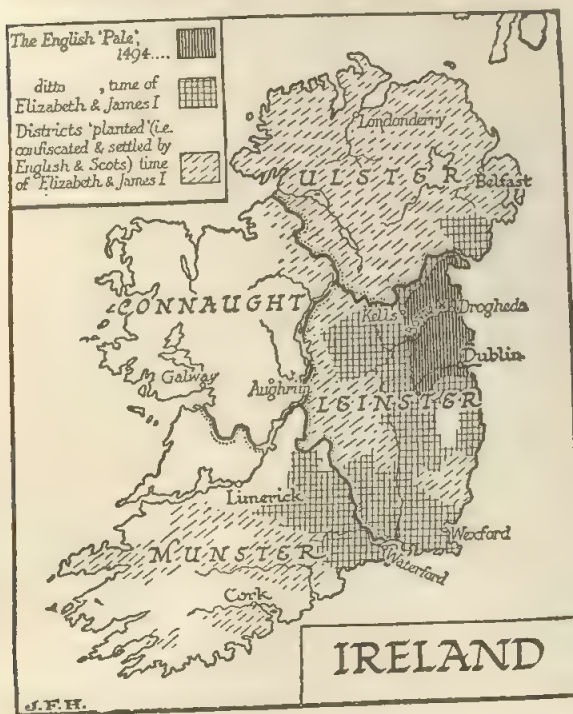 The English 'Pale',
1494....
ditto , time of
Elizabeth & James I
Districts 'planted' (i.e.
confiscated & settled by
English & Scots) time
of Elizabeth & James I
Londonderry
ULSTER
Belfast
CONNAUGHT
Kells
Drogheda
Dublin
Galway
Aughrim
LEINSTER
Limerick
Wexford
MUNSTER
Waterford
Cork
IRELAND
J.F.H.